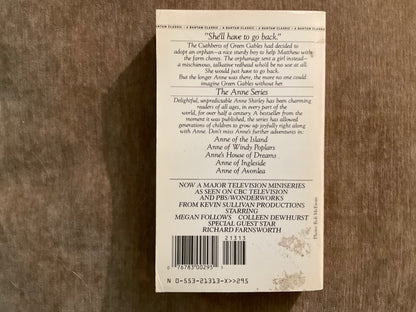 A BANTAM CLASSIC • A BANTAM CLASSIC • A BANTAM CLASSIC • A BANTAM CLASSIC
"She'll have to go back."
The Cuthberts of Green Gables had decided to
adopt an orphan—a nice sturdy boy to help Matthew with
the farm chores. The orphanage sent a girl instead—
a mischievous, talkative redhead who'd be no use at all.
She would just have to go back.
But the longer Anne was there, the more no one could
imagine Green Gables without her.
The Anne Series
Delightful, unpredictable Anne Shirley has been charming
readers of all ages, in every part of the
world, for over half a century. A bestseller from the
moment it was published, the series has allowed
generations of children to grow up joyfully right along
with Anne. Don't miss Anne's further adventures in:
Anne of the Island
Anne of Windy Poplars
Anne's House of Dreams
Anne of Ingleside
Anne of Avonlea
NOW A MAJOR TELEVISION MINISERIES
AS SEEN ON CBC TELEVISION
AND PBS/WONDERWORKS
FROM KEVIN SULLIVAN PRODUCTIONS
STARRING
MEGAN FOLLOWS COLLEEN DEWHURST
SPECIAL GUEST STAR
RICHARD FARNSWORTH
21313
0 76783 00295 1
N 0-553-21313-X>>295
Photo: Rob McEwan